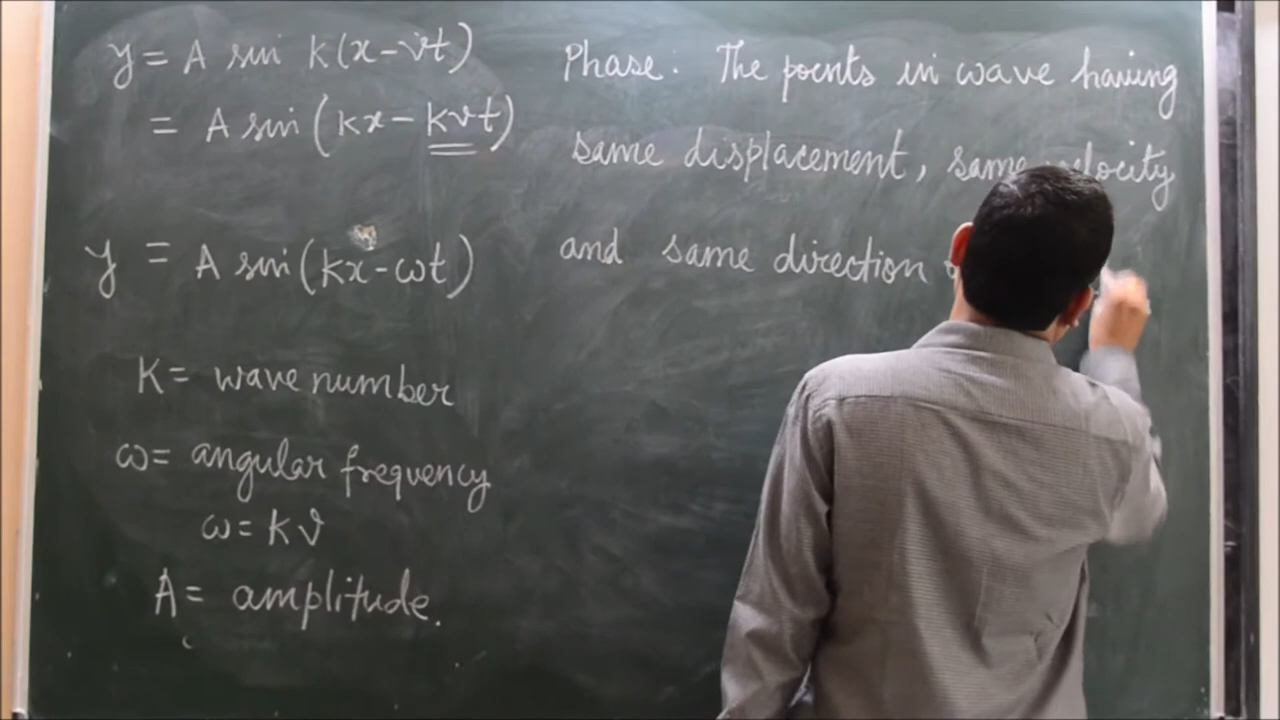 y = A sin K(x-vt)
= A sin (kx - kvt)
y = A sin (kx - ωt)
K = wave number
ω = angular frequency
ω = k v
A = amplitude.
Phase: The points in wave having
same displacement, same velocity
and same direction